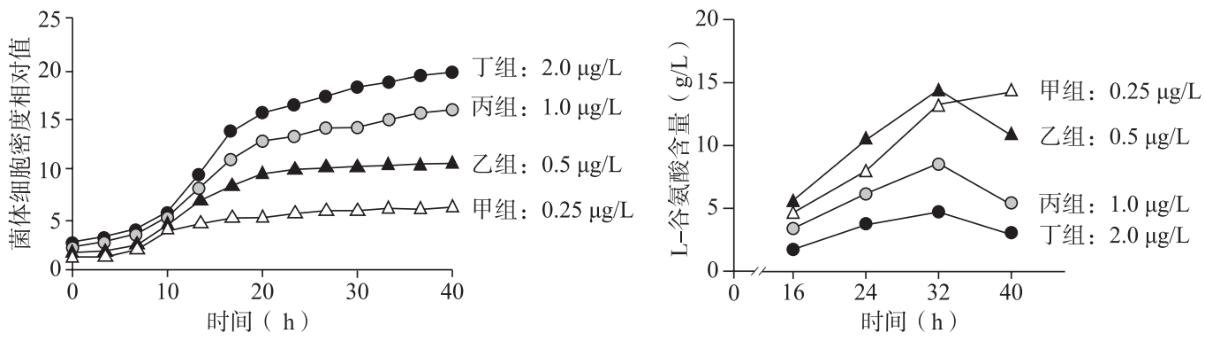 菌体细胞密度相对值
25
20
15
10
5
0
0 10 20 30 40
时间（h）
丁组：2.0 μg/L
丙组：1.0 μg/L
乙组：0.5 μg/L
甲组：0.25 μg/L
L-谷氨酸含量（g/L）
20
15
10
5
0
0 16 24 32 40
时间（h）
甲组：0.25 μg/L
乙组：0.5 μg/L
丙组：1.0 μg/L
丁组：2.0 μg/L